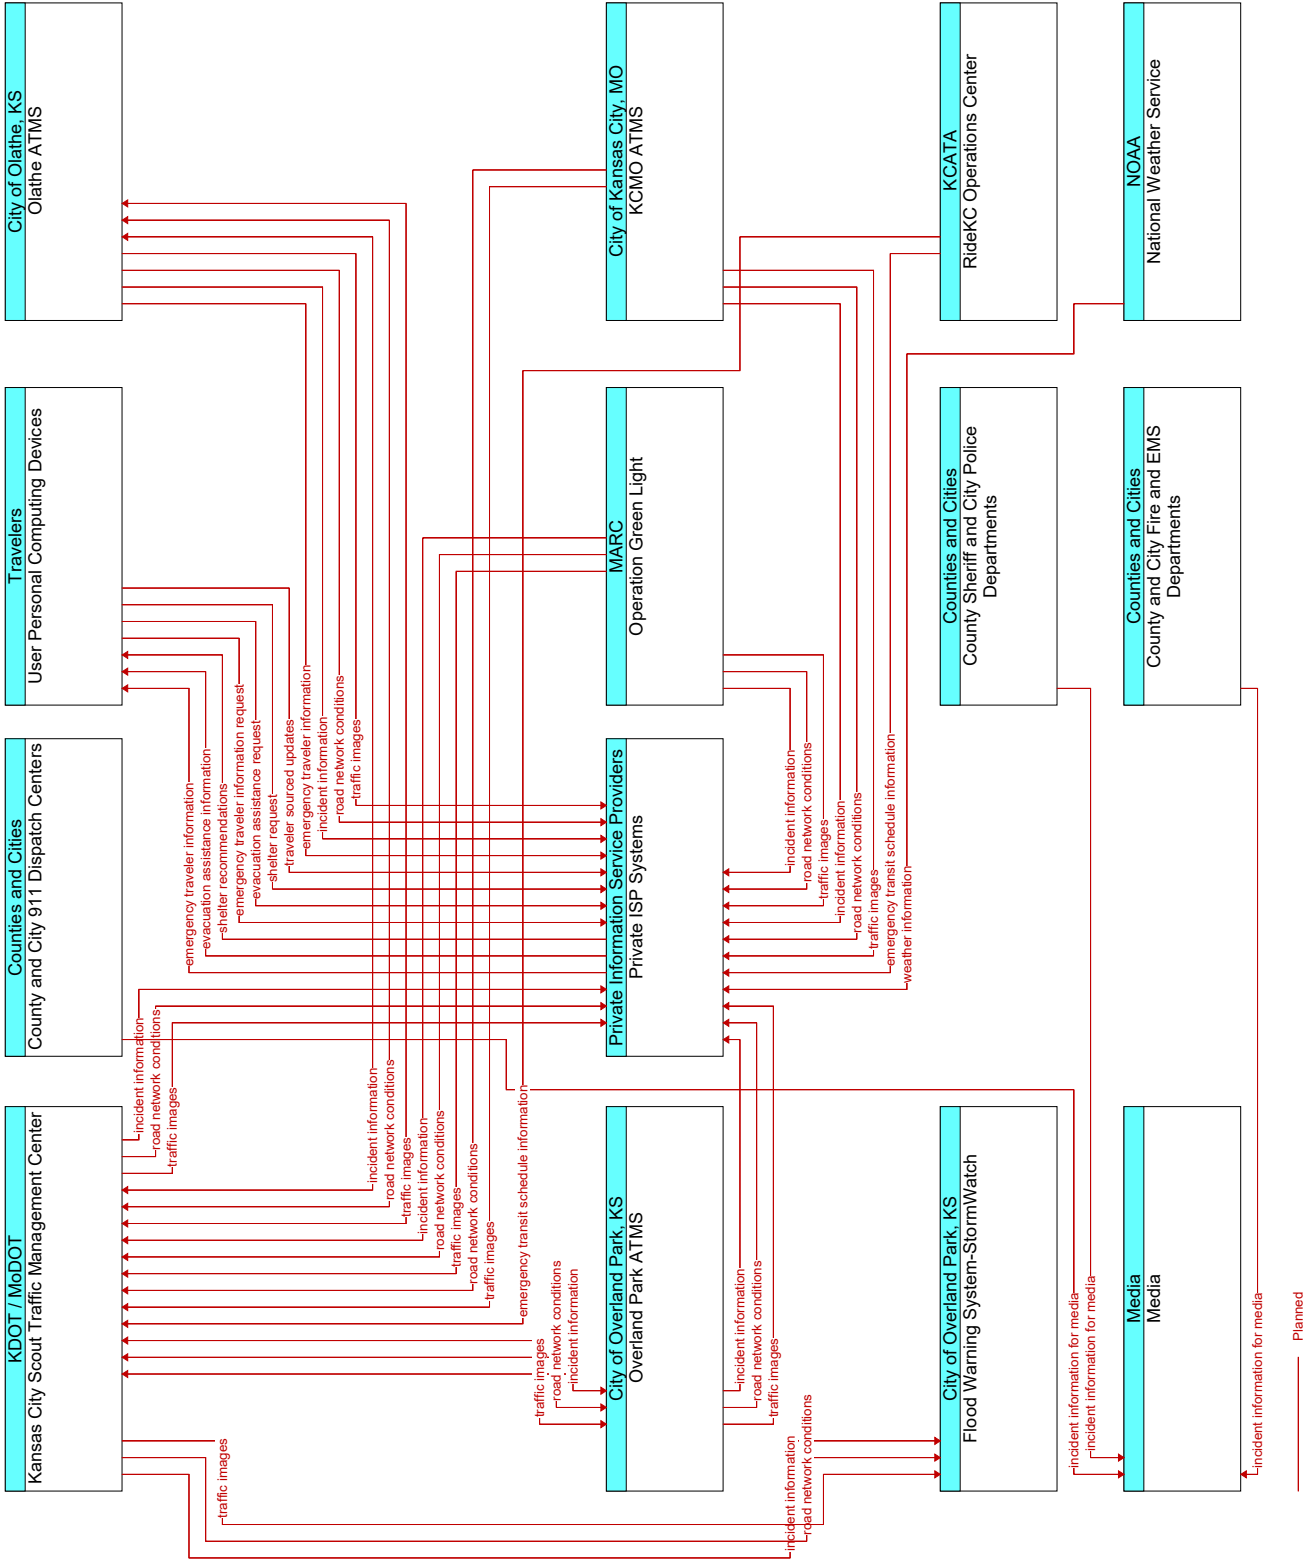 KDOT / MoDOT
Kansas City Scout Traffic Management Center
Counties and Cities
County and City 911 Dispatch Centers
Travelers
User Personal Computing Devices
City of Olathe, KS
Olathe ATMS
incident information
road network conditions
traffic images
emergency traveler information
evacuation assistance information
shelter recommendations
emergency traveler information request
evacuation assistance request
shelter request
traveler sourced updates
emergency traveler information
incident information
road network conditions
traffic images
traffic images
incident information
road network conditions
traffic images
incident information
road network conditions
traffic images
road network conditions
traffic images
emergency transit schedule information
traffic images
road network conditions
incident information
City of Overland Park, KS
Overland Park ATMS
Private Information Service Providers
Private ISP Systems
MARC
Operation Green Light
City of Kansas City, MO
KCMO ATMS
incident information
road network conditions
traffic images
incident information
road network conditions
incident information
road network conditions
traffic images
incident information
road network conditions
traffic images
emergency transit schedule information
weather information
City of Overland Park, KS
Flood Warning System-StormWatch
Counties and Cities
County Sheriff and City Police
Departments
KCATA
RideKC Operations Center
incident information for media
incident information for media
Media
Media
Counties and Cities
County and City Fire and EMS
Departments
NOAA
National Weather Service
incident information for media
Planned